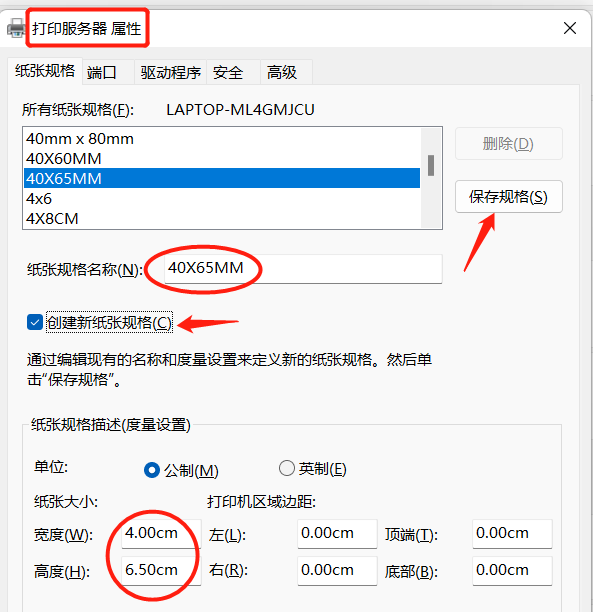 打印服务器 属性
纸张规格 端口 驱动程序 安全 高级
所有纸张规格(F): LAPTOP-ML4GMJCU
40mm x 80mm
40X60MM
40X65MM
4x6
4X8CM
删除(D)
保存规格(S)
纸张规格名称(N): 40X65MM
创建新纸张规格(C)
通过编辑现有的名称和度量设置来定义新的纸张规格。然后单
击“保存规格”。
纸张规格描述(度量设置)
单位: 公制(M) 英制(E)
纸张大小: 打印机区域边距:
宽度(W): 4.00cm 左(L): 0.00cm 顶端(T): 0.00cm
高度(H): 6.50cm 右(R): 0.00cm 底部(B): 0.00cm